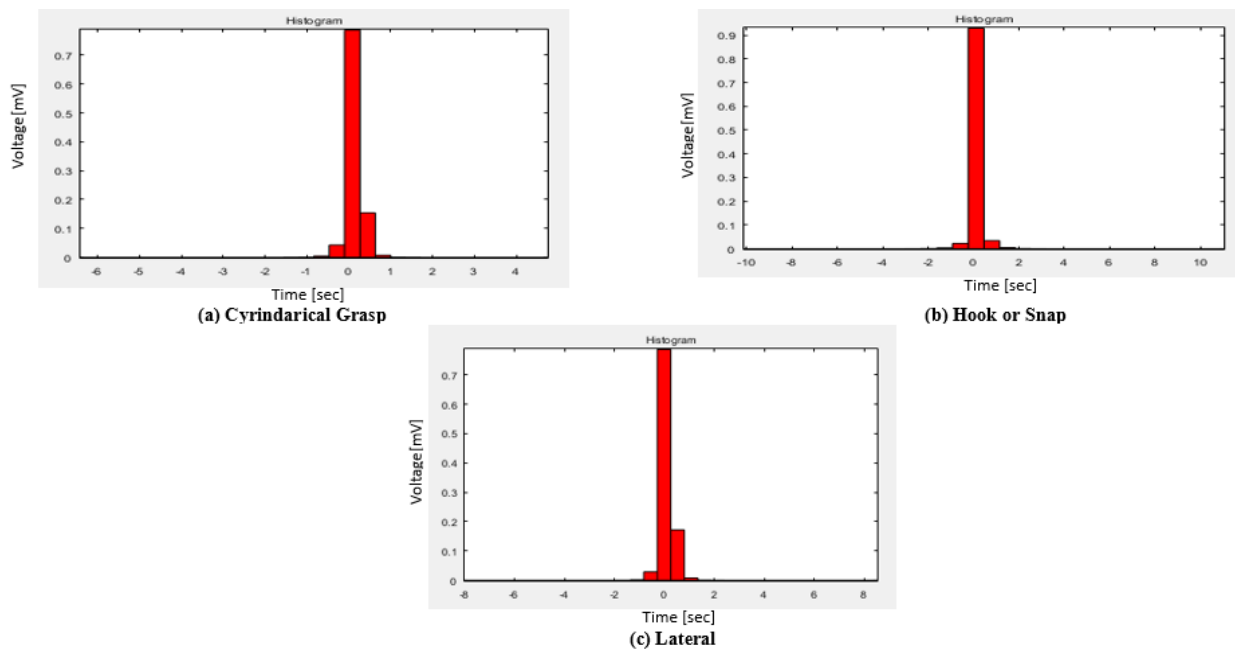 Histogram
Voltage[mV]
0.7
0.6
0.5
0.4
0.3
0.2
0.1
0
-6 -5 -4 -3 -2 -1 0 1 2 3 4
Time [sec]
(a) Cyrindarical Grasp
Histogram
Voltage[mV]
0.9
0.8
0.7
0.6
0.5
0.4
0.3
0.2
0.1
0
-10 -8 -6 -4 -2 0 2 4 6 8 10
Time [sec]
(b) Hook or Snap
Histogram
Voltage[mV]
0.7
0.6
0.5
0.4
0.3
0.2
0.1
0
-8 -6 -4 -2 0 2 4 6 8
Time [sec]
(c) Lateral